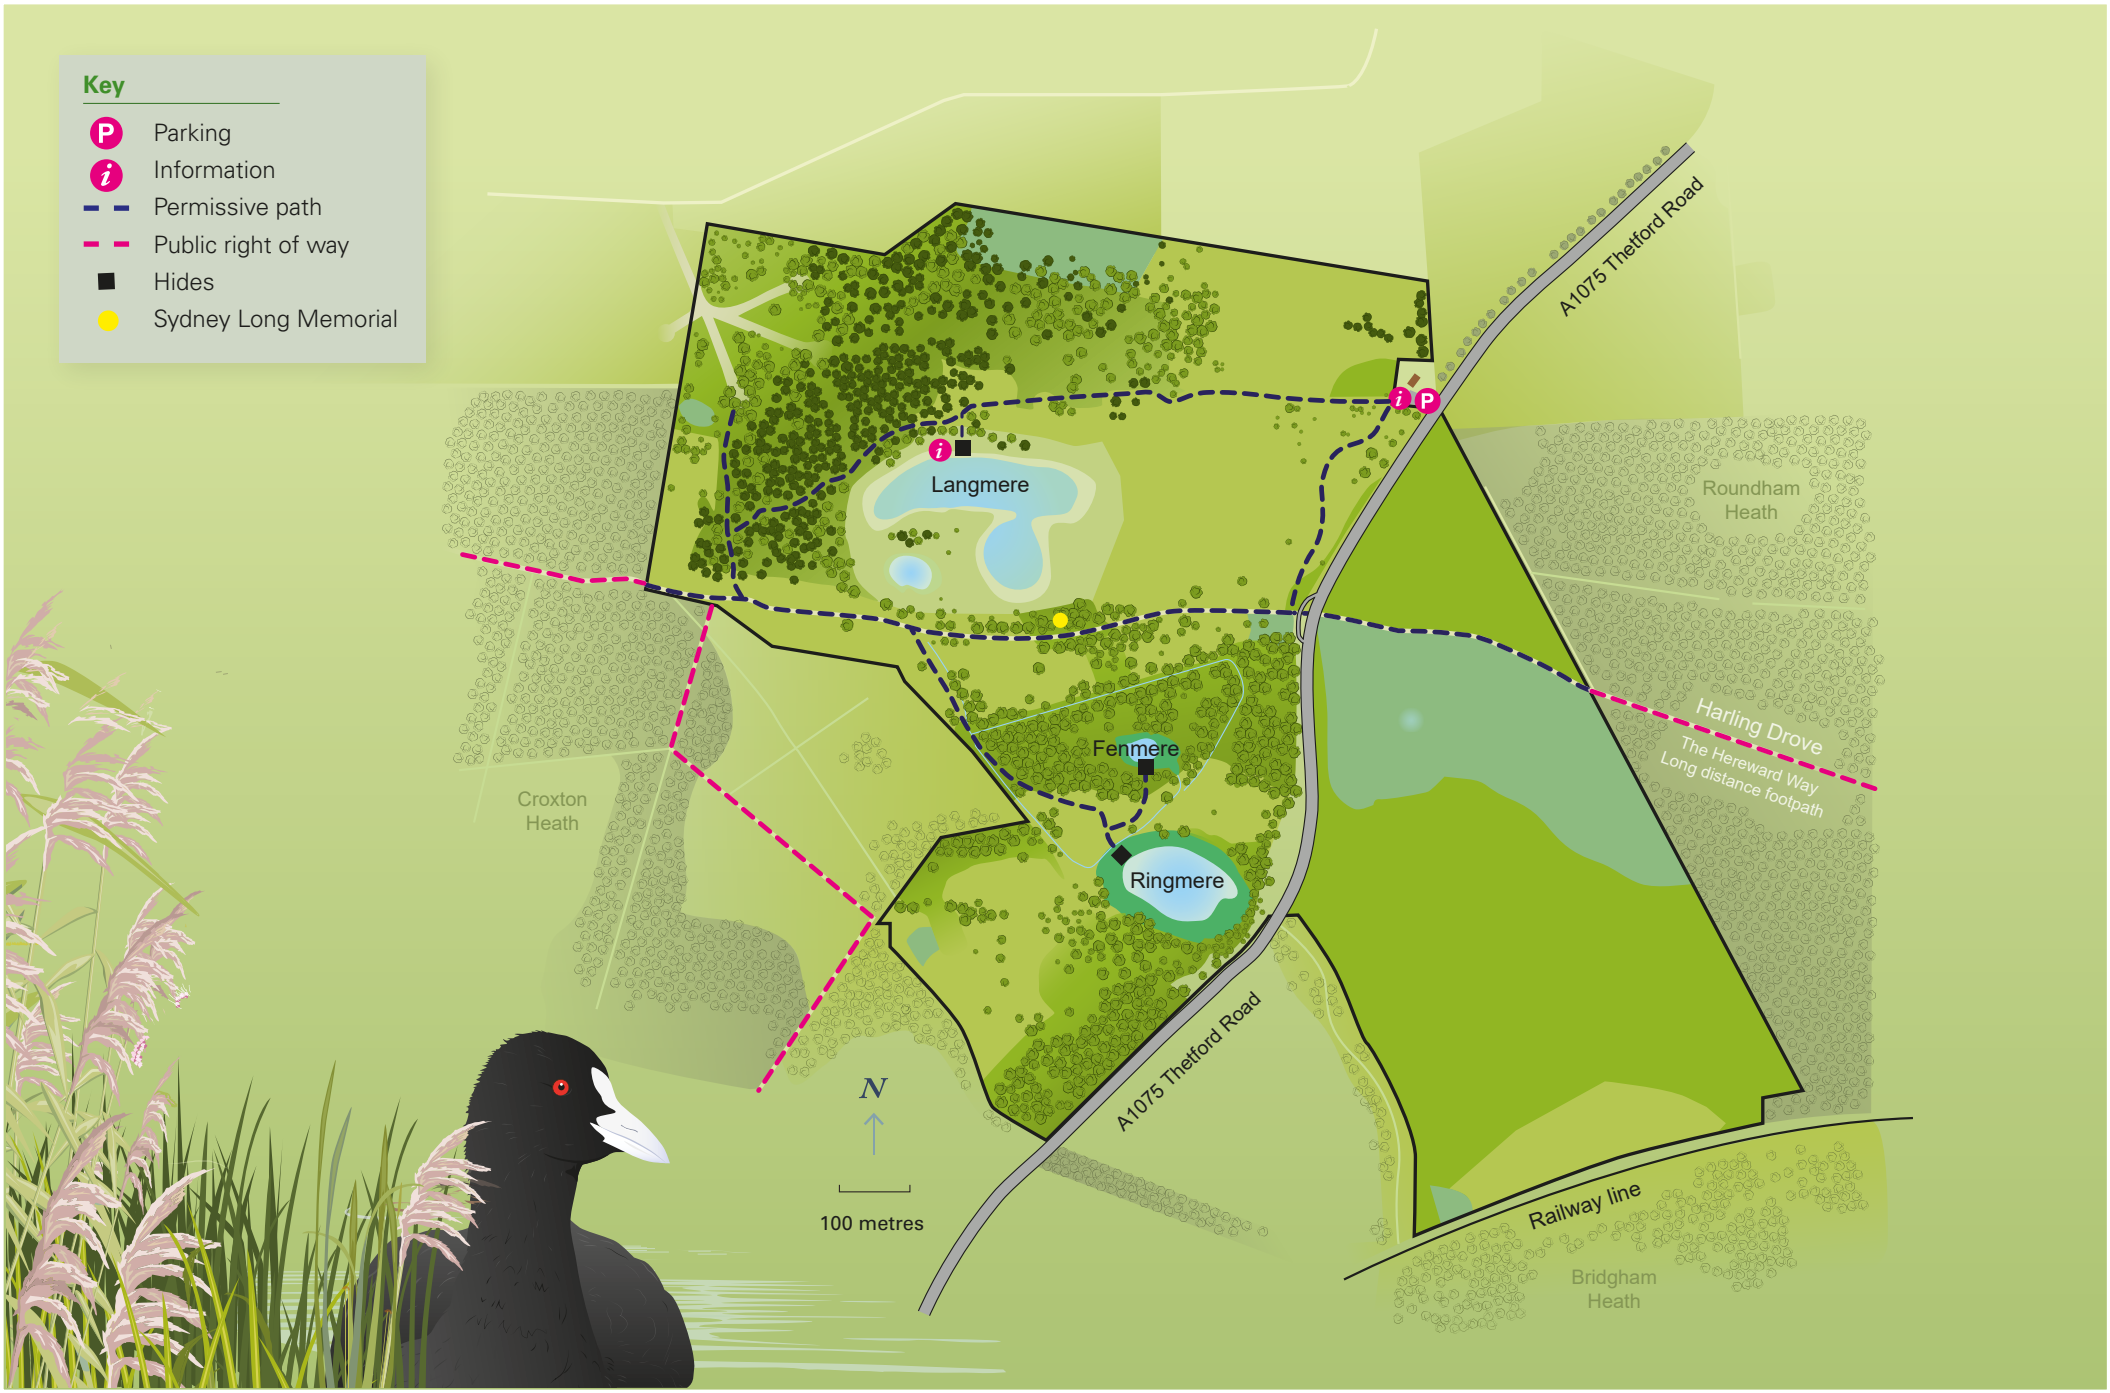 Key
P Parking
i Information
Permissive path
Public right of way
Hides
Sydney Long Memorial
A1075 Thetford Road
i P
i
Langmere
Roundham
Heath
Harling Drove
The Hereward Way
Long distance footpath
Fenmere
Croxton
Heath
Ringmere
A1075 Thetford Road
N
100 metres
Railway line
Bridgham
Heath